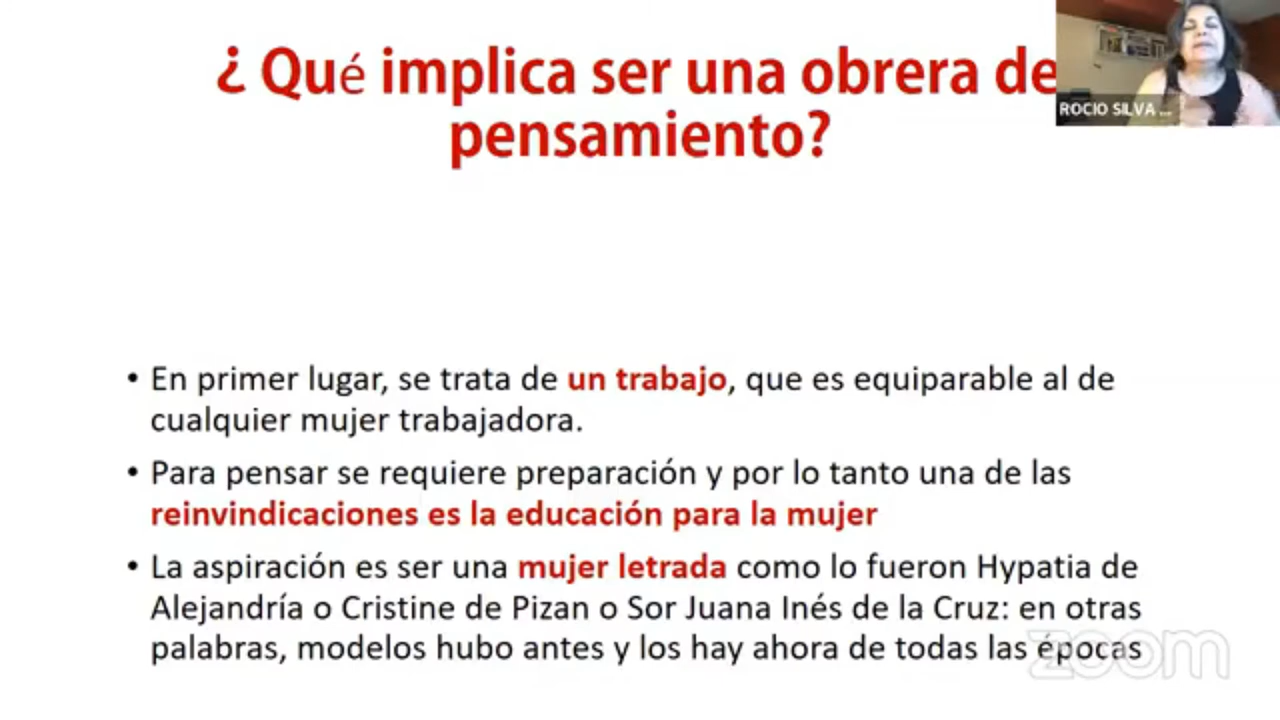 ¿ Qué implica ser una obrera de
pensamiento?
ROCIO SILVA ...
• En primer lugar, se trata de un trabajo, que es equiparable al de
cualquier mujer trabajadora.
• Para pensar se requiere preparación y por lo tanto una de las
reinvindicaciones es la educación para la mujer
• La aspiración es ser una mujer letrada como lo fueron Hypatia de
Alejandría o Cristine de Pizan o Sor Juana Inés de la Cruz: en otras
palabras, modelos hubo antes y los hay ahora de todas las épocas
zoom